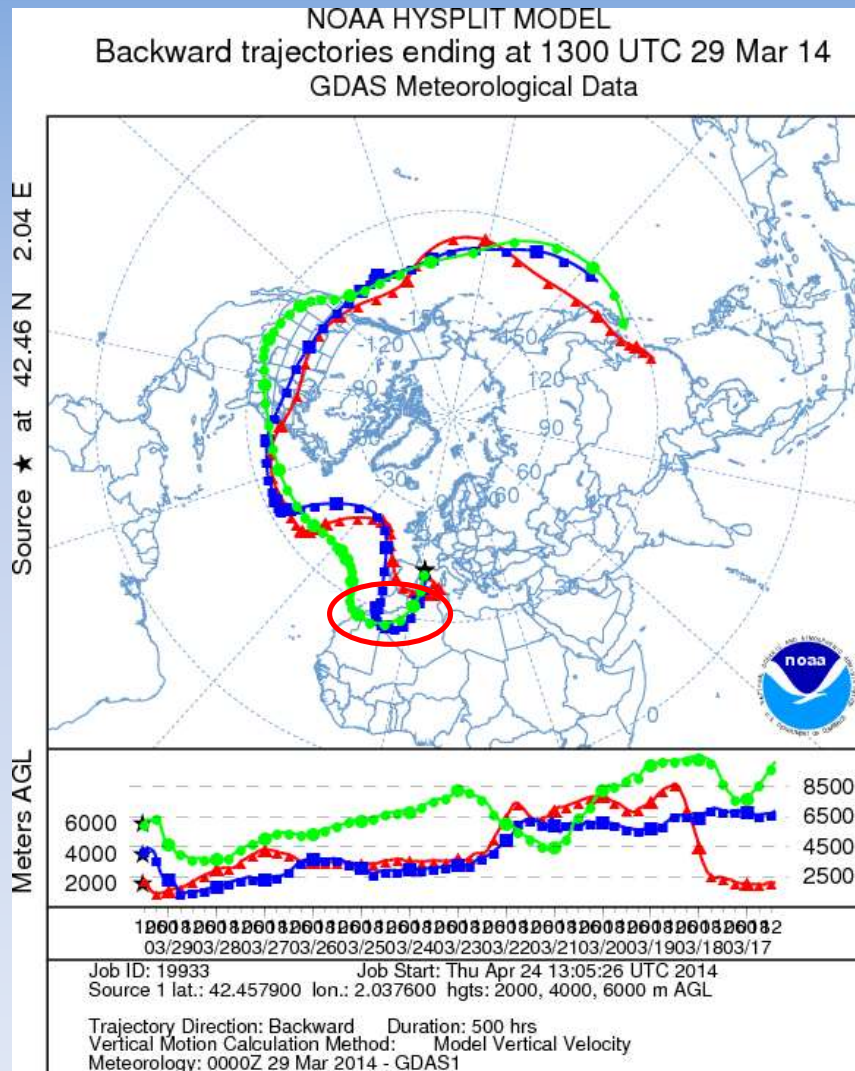 NOAA HYSPLIT MODEL
Backward trajectories ending at 1300 UTC 29 Mar 14
GDAS Meteorological Data
Source ★ at 42.46 N 2.04 E
-150
150
-120
120
-90
90
-60
60
-30
30
0
60
30
0
noaa
Meters AGL
6000
4000
2000
8500
6500
4500
2500
03/29 03/28 03/27 03/26 03/25 03/24 03/23 03/22 03/21 03/20 03/19 03/18 03/17
Job ID: 19933 Job Start: Thu Apr 24 13:05:26 UTC 2014
Source 1 lat.: 42.457900 lon.: 2.037600 hgts: 2000, 4000, 6000 m AGL
Trajectory Direction: Backward Duration: 500 hrs
Vertical Motion Calculation Method: Model Vertical Velocity
Meteorology: 0000Z 29 Mar 2014 - GDAS1